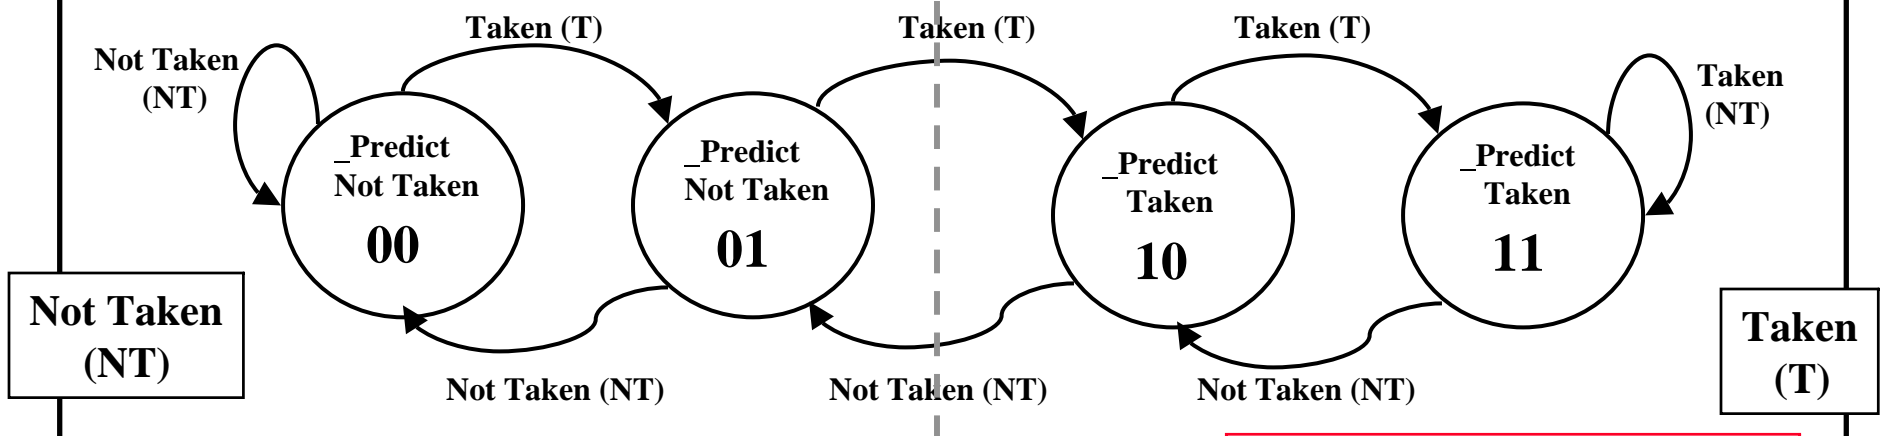 Taken (T)
Taken (T)
Taken (T)
Not Taken
(NT)
Taken
(NT)
_Predict
Not Taken
00
_Predict
Not Taken
01
_Predict
Taken
10
_Predict
Taken
11
Not Taken
(NT)
Taken
(T)
Not Taken (NT)
Not Taken (NT)
Not Taken (NT)